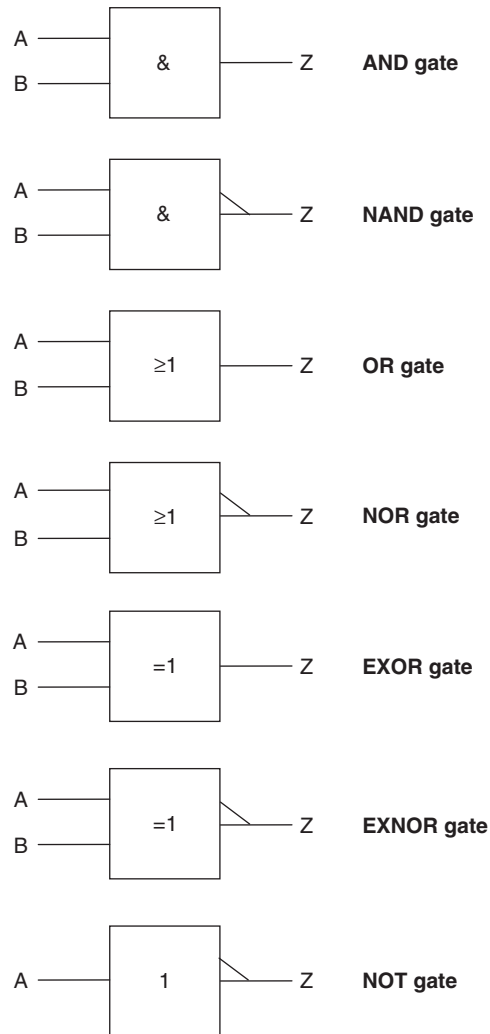 A
B
&
Z
AND gate
A
B
&
Z
NAND gate
A
B
≥1
Z
OR gate
A
B
≥1
Z
NOR gate
A
B
=1
Z
EXOR gate
A
B
=1
Z
EXNOR gate
A
1
Z
NOT gate